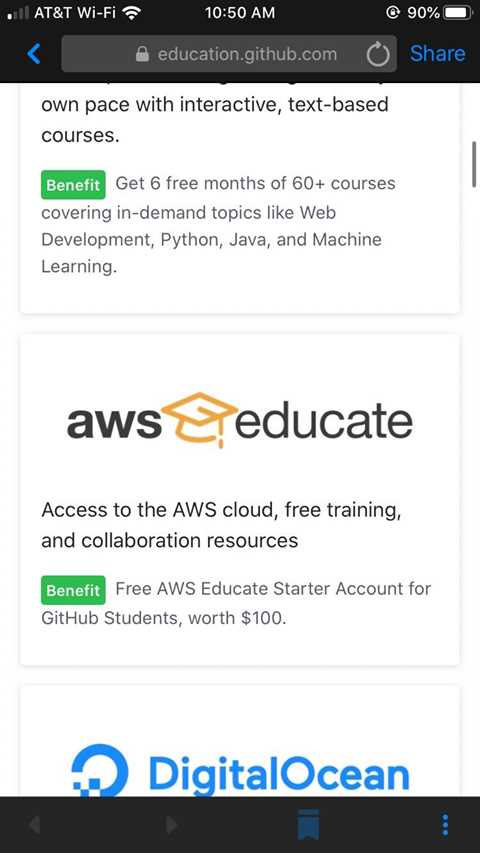 AT&T Wi-Fi 10:50 AM 90%
education.github.com Share
own pace with interactive, text-based
courses.
Benefit Get 6 free months of 60+ courses
covering in-demand topics like Web
Development, Python, Java, and Machine
Learning.
aws educate
Access to the AWS cloud, free training,
and collaboration resources
Benefit Free AWS Educate Starter Account for
GitHub Students, worth $100.
DigitalOcean